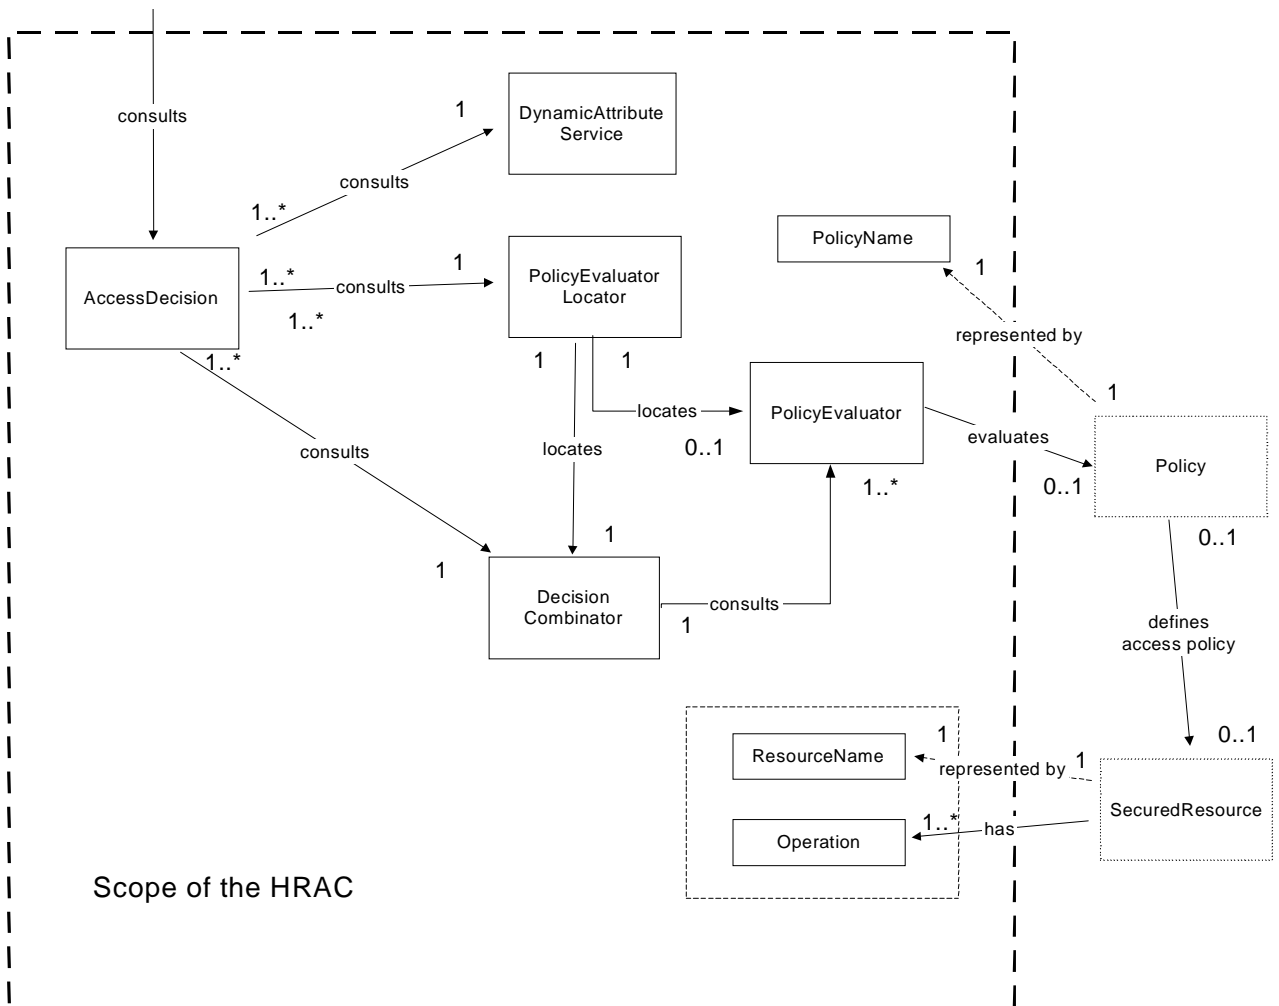 consults
1
DynamicAttribute
Service
consults
1..*
PolicyName
AccessDecision
1..*
consults
1
1..*
PolicyEvaluator
Locator
1
represented by
1
1..*
1
1
locates
0..1
PolicyEvaluator
1..*
evaluates
0..1
Policy
0..1
consults
locates
1
1
Decision
Combinator
1
consults
defines
access policy
0..1
ResourceName
1
represented by
1
SecuredResource
Operation
1..*
has
Scope of the HRAC